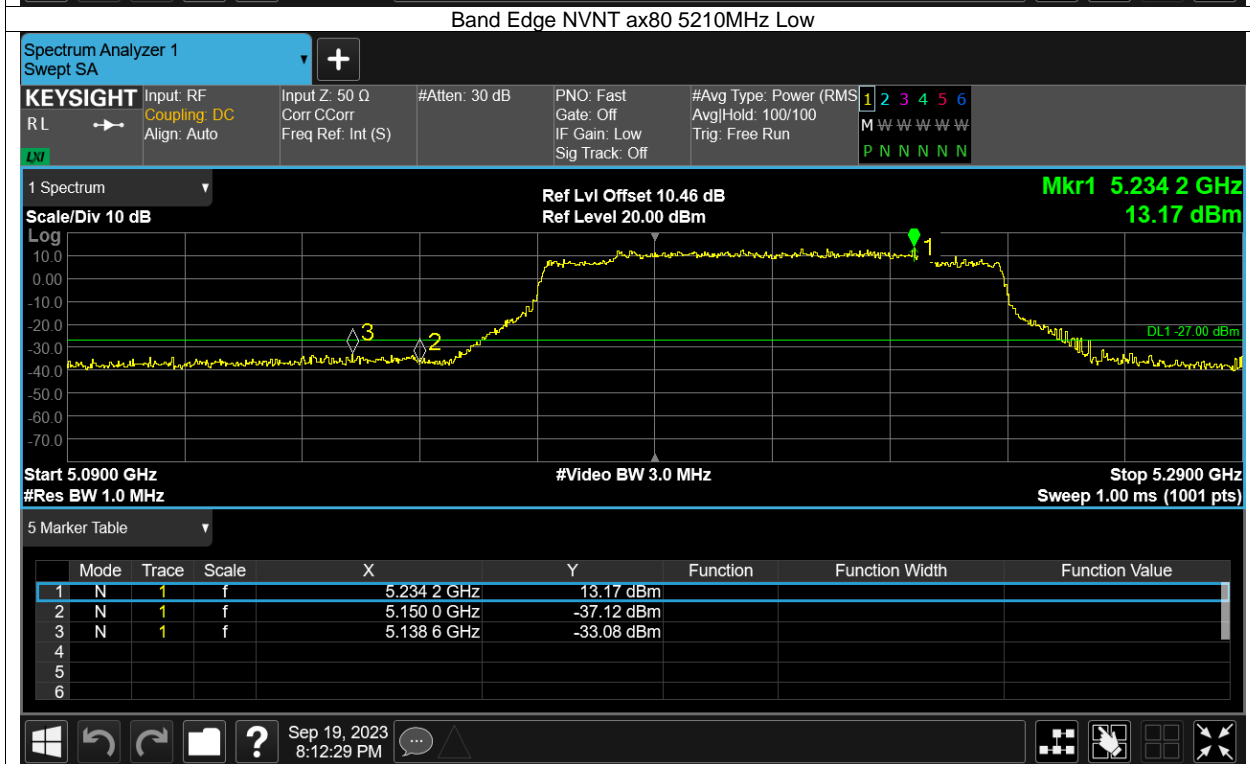 Band Edge NVNT ax80 5210MHz Low
Spectrum Analyzer 1
Swept SA
+
KEYSIGHT Input: RF Input Z: 50 Ω #Atten: 30 dB PNO: Fast #Avg Type: Power (RMS 1 2 3 4 5 6
RL Coupling: DC Corr CCorr Gate: Off Avg|Hold: 100/100 M W W W W W
Align: Auto Freq Ref: Int (S) IF Gain: Low Trig: Free Run
LXI Sig Track: Off P N N N N N
1 Spectrum Ref Lvl Offset 10.46 dB Mkr1 5.234 2 GHz
Scale/Div 10 dB Ref Level 20.00 dBm 13.17 dBm
Log
1
10.0
0.00
-10.0
-20.0
3 DL1 -27.00 dBm
2
-30.0
-40.0
-50.0
-60.0
-70.0
Start 5.0900 GHz #Video BW 3.0 MHz Stop 5.2900 GHz
#Res BW 1.0 MHz Sweep 1.00 ms (1001 pts)
5 Marker Table
Mode Trace Scale X Y Function Function Width Function Value
1 N 1 f 5.234 2 GHz 13.17 dBm
2 N 1 f 5.150 0 GHz -37.12 dBm
3 N 1 f 5.138 6 GHz -33.08 dBm
4
5
6
? Sep 19, 2023
8:12:29 PM